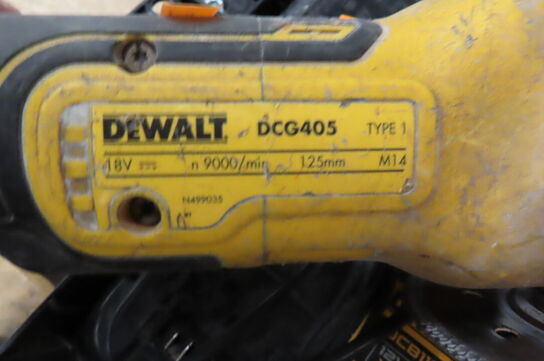 DEWALT DCG405 TYPE 1
18V n 9000/min 125mm M14
N499035